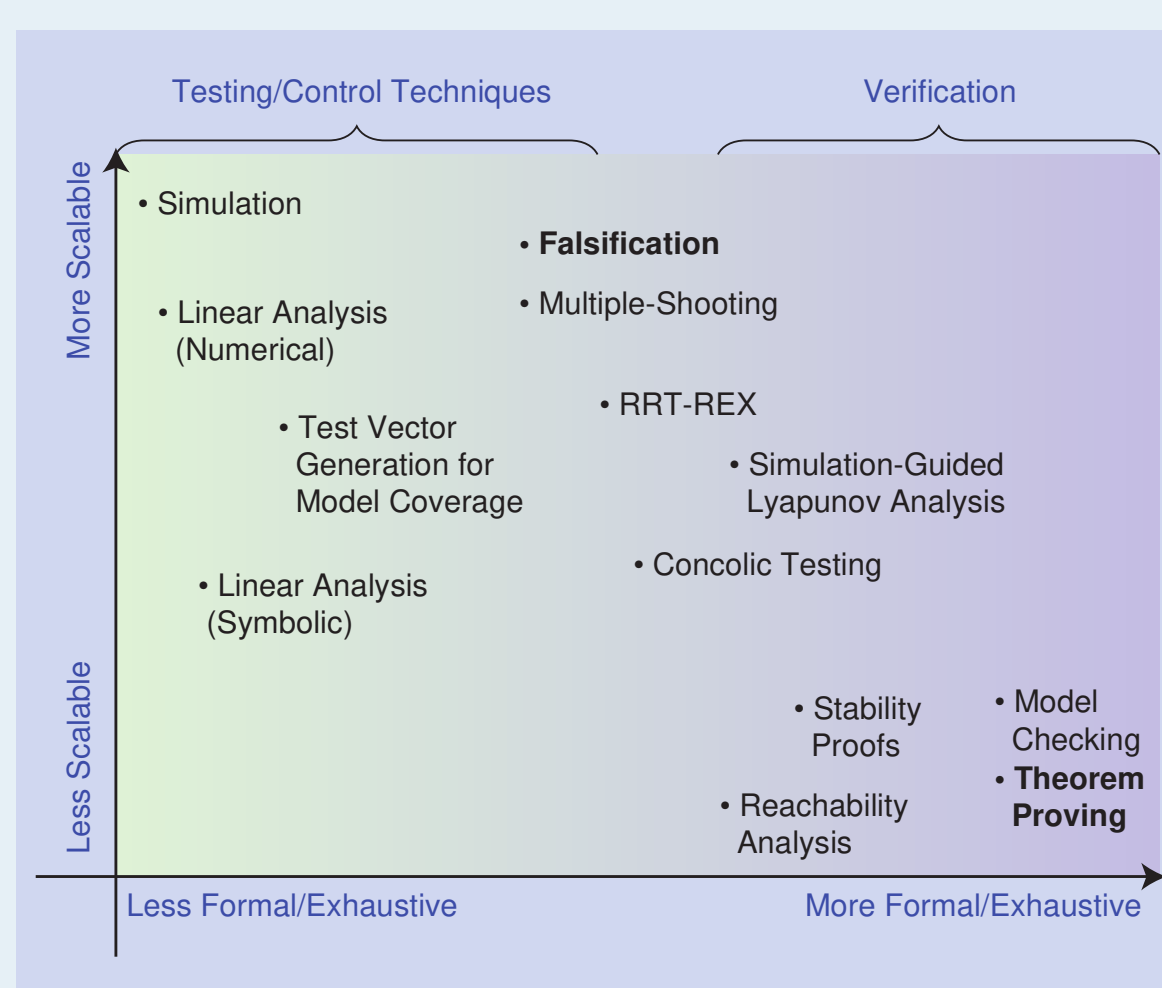 Testing/Control Techniques
Verification
More Scalable
Less Scalable
• Simulation
• Falsification
• Linear Analysis
(Numerical)
• Multiple-Shooting
• RRT-REX
• Test Vector
Generation for
Model Coverage
• Simulation-Guided
Lyapunov Analysis
• Concolic Testing
• Linear Analysis
(Symbolic)
• Stability
Proofs
• Model
Checking
• Theorem
Proving
• Reachability
Analysis
Less Formal/Exhaustive
More Formal/Exhaustive